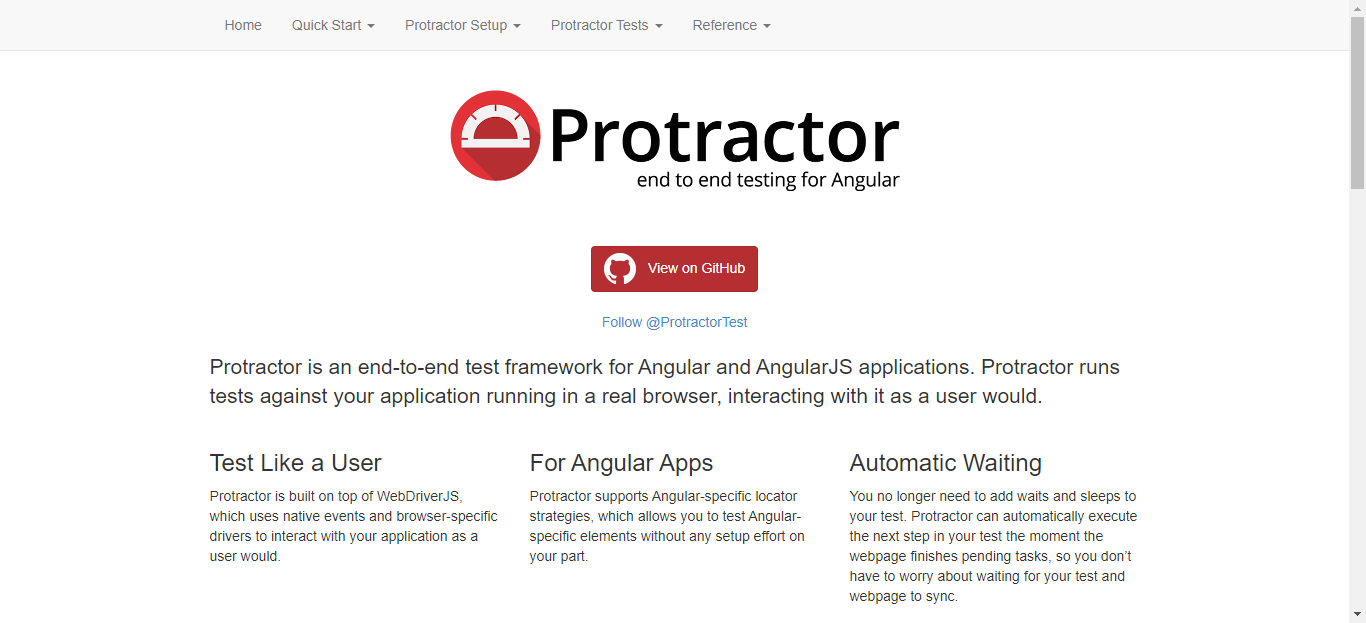 Home Quick Start Protractor Setup Protractor Tests Reference
Protractor
end to end testing for Angular
View on GitHub
Follow @ProtractorTest
Protractor is an end-to-end test framework for Angular and AngularJS applications. Protractor runs
tests against your application running in a real browser, interacting with it as a user would.
Test Like a User
Protractor is built on top of WebDriverJS,
which uses native events and browser-specific
drivers to interact with your application as a
user would.
For Angular Apps
Protractor supports Angular-specific locator
strategies, which allows you to test Angular-
specific elements without any setup effort on
your part.
Automatic Waiting
You no longer need to add waits and sleeps to
your test. Protractor can automatically execute
the next step in your test the moment the
webpage finishes pending tasks, so you don’t
have to worry about waiting for your test and
webpage to sync.